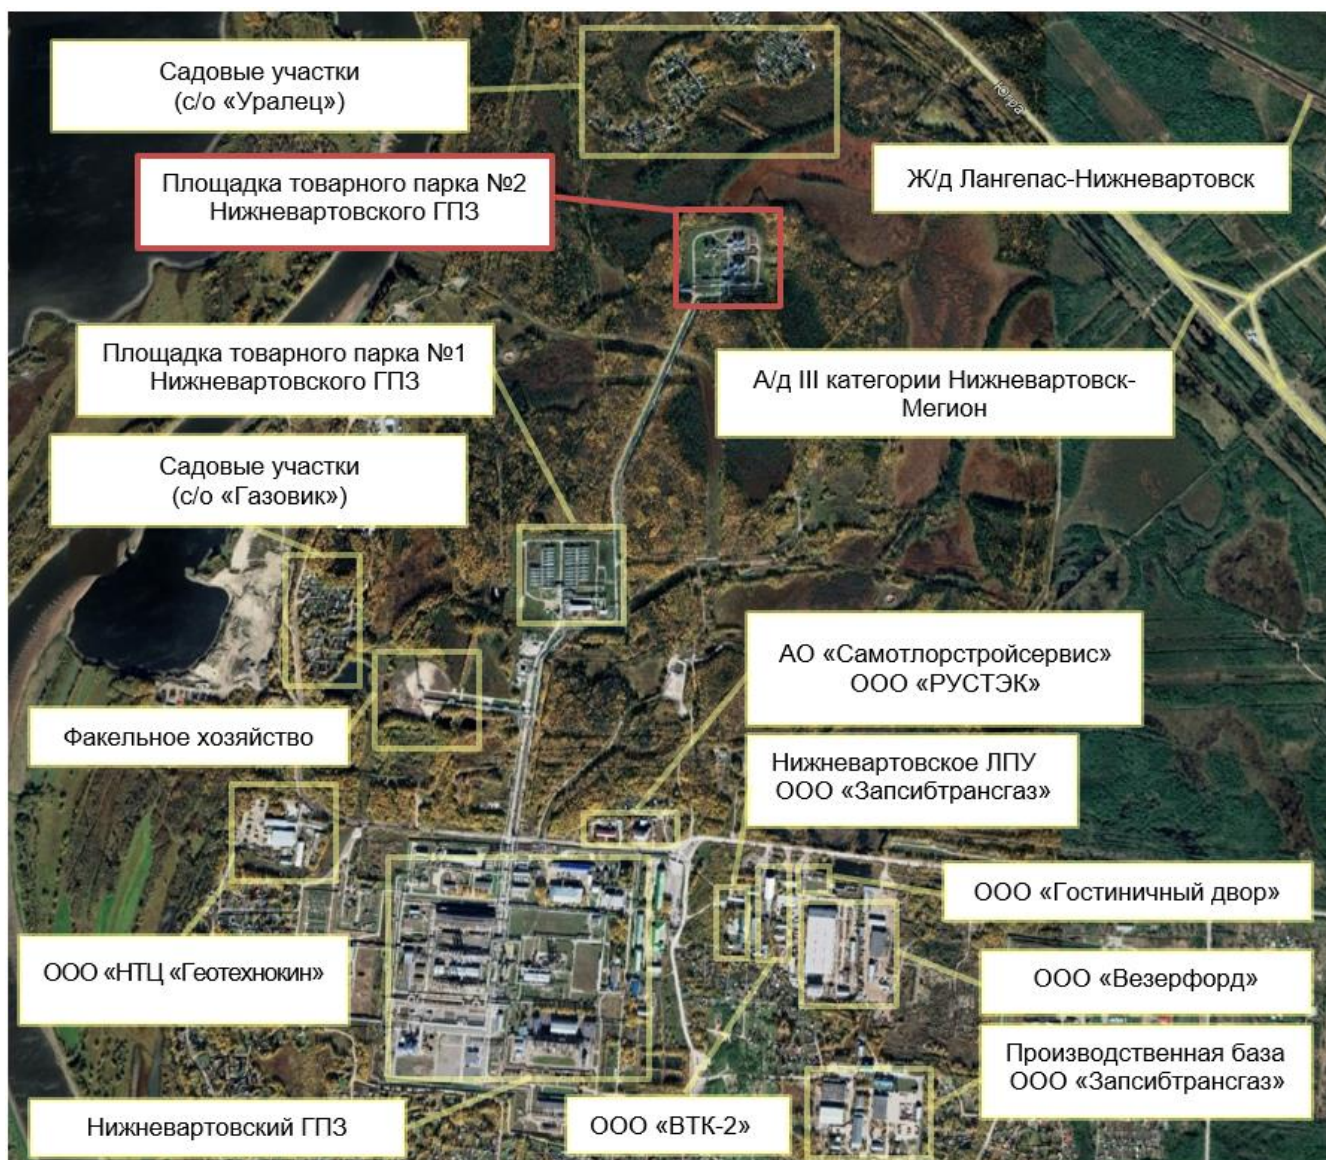 Садовые участки
(с/о «Уралец»)
Югра
Ж/д Лангепас-Нижневартовск
Площадка товарного парка №2
Нижневартовского ГПЗ
Площадка товарного парка №1
Нижневартовского ГПЗ
А/д III категории Нижневартовск-
Мегион
Садовые участки
(с/о «Газовик»)
АО «Самотлорстройсервис»
ООО «РУСТЭК»
Факельное хозяйство
Нижневартовское ЛПУ
ООО «Запсибтрансгаз»
ООО «Гостиничный двор»
ООО «НТЦ «Геотехнокин»
ООО «Везерфорд»
Производственная база
ООО «Запсибтрансгаз»
Нижневартовский ГПЗ
ООО «ВТК-2»